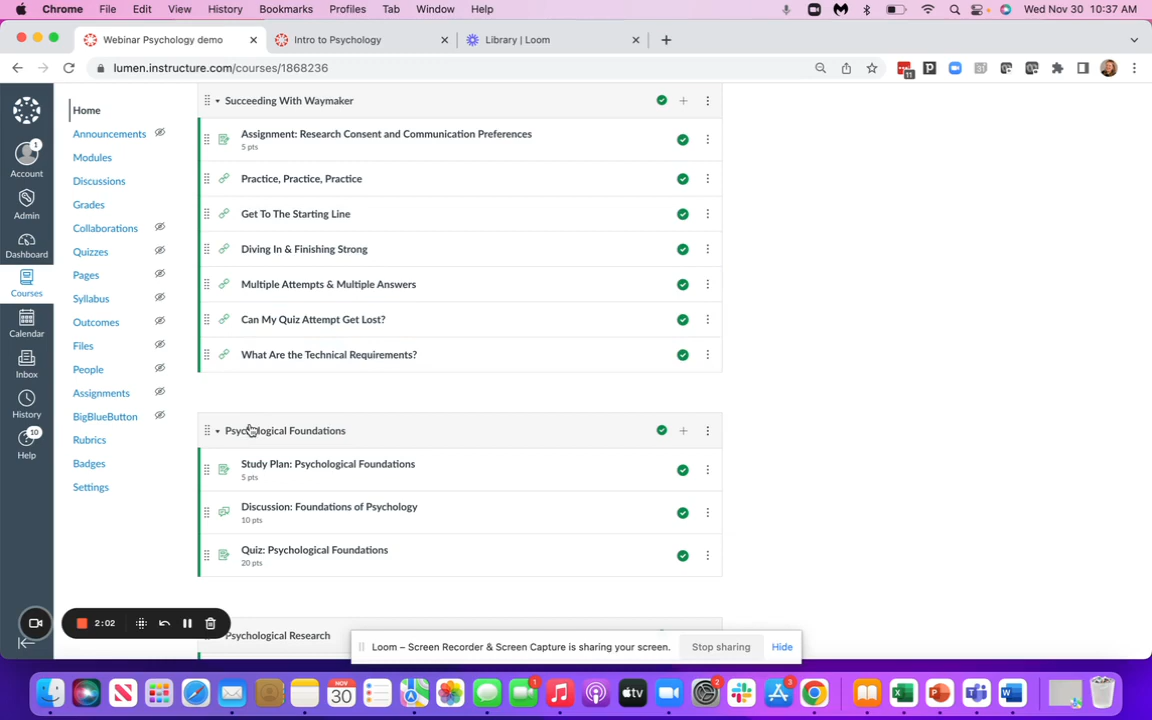 Chrome File Edit View History Bookmarks Profiles Tab Window Help Wed Nov 30 10:37 AM
Webinar Psychology demo Intro to Psychology Library | Loom
lumen.instructure.com/courses/1868236
11
Succeeding With Waymaker
Home
Announcements
Assignment: Research Consent and Communication Preferences
5 pts
1
Account
Modules
Practice, Practice, Practice
Discussions
Admin
Grades
Get To The Starting Line
Collaborations
Dashboard
Quizzes
Diving In & Finishing Strong
Pages
Multiple Attempts & Multiple Answers
Courses
Syllabus
Outcomes
Can My Quiz Attempt Get Lost?
Calendar
Files
What Are the Technical Requirements?
People
Inbox
Assignments
History
BigBlueButton
Psychological Foundations
10
Help
Rubrics
Badges
Study Plan: Psychological Foundations
5 pts
Settings
Discussion: Foundations of Psychology
10 pts
Quiz: Psychological Foundations
20 pts
2:02
Psychological Research
Loom – Screen Recorder & Screen Capture is sharing your screen. Stop sharing Hide
NOV
30
1
2
3